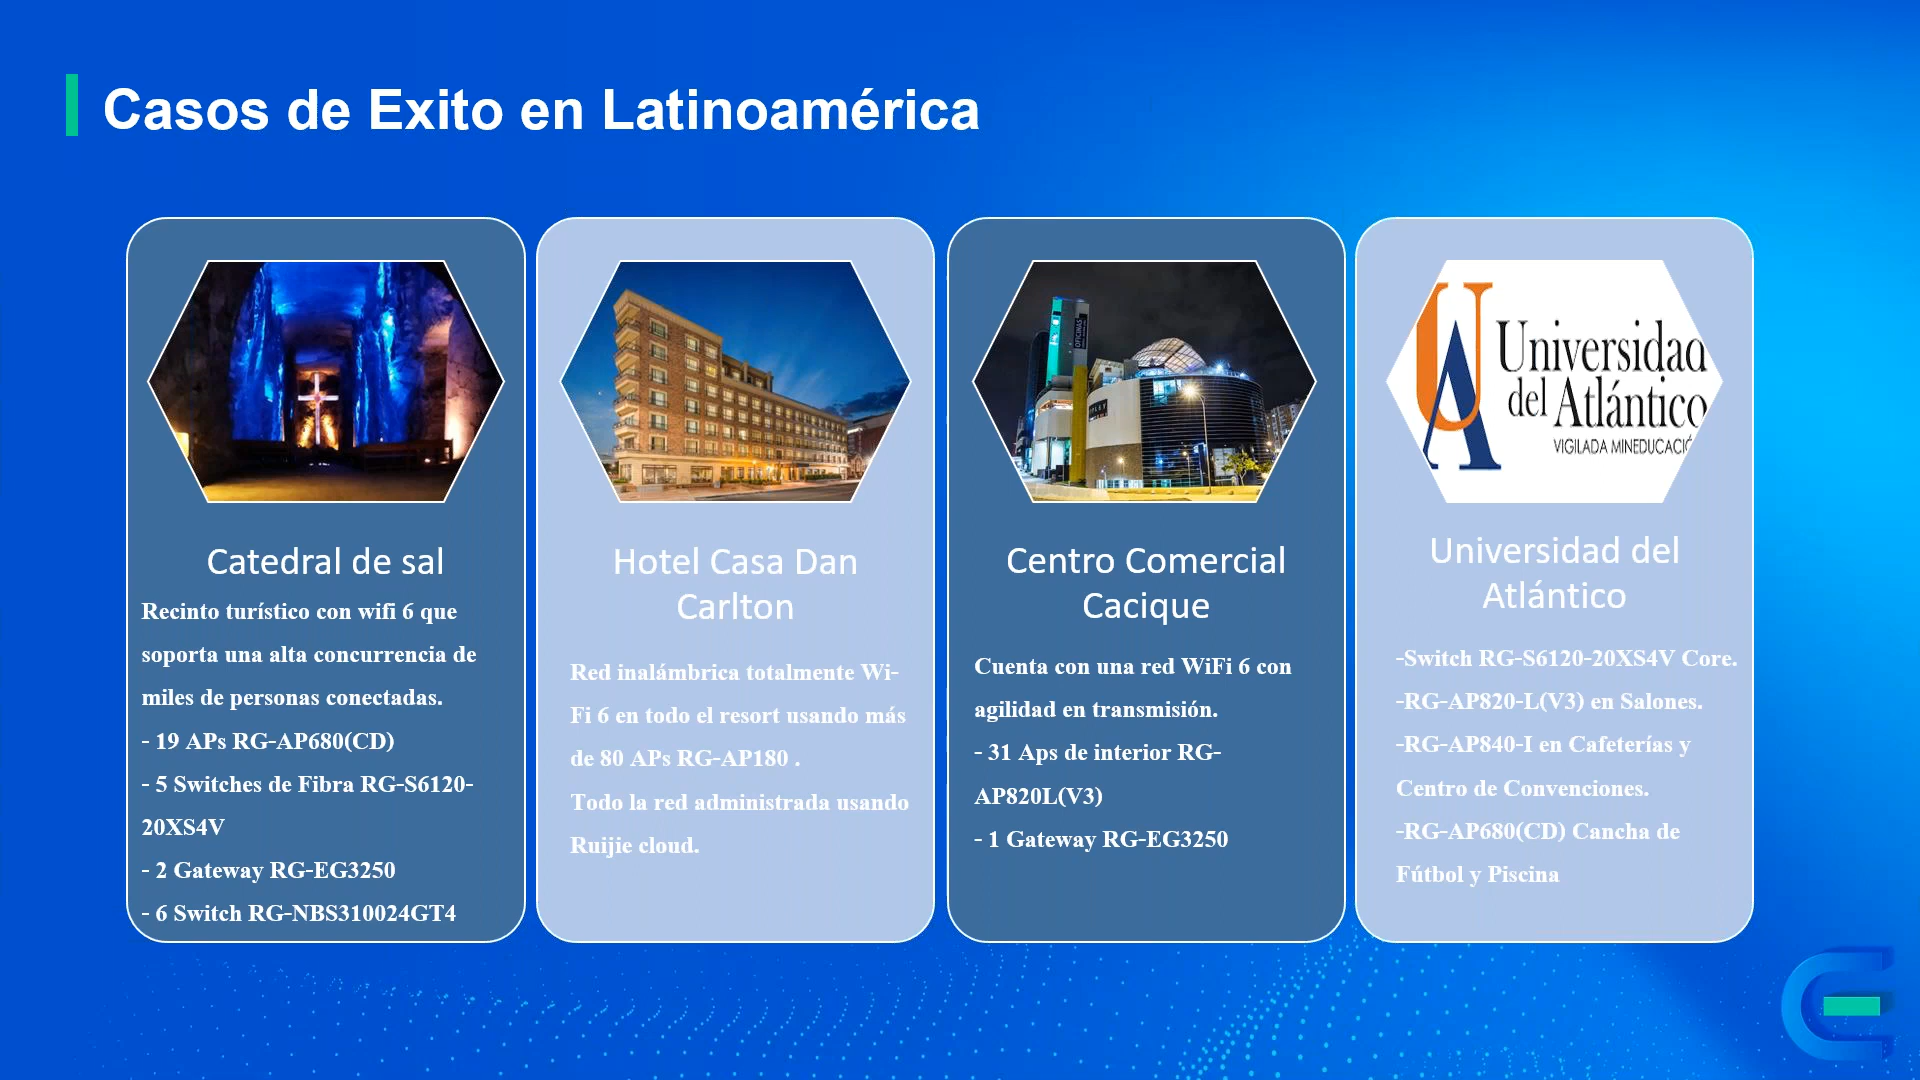 Casos de Exito en Latinoamérica
Catedral de sal
Recinto turístico con wifi 6 que
soporta una alta concurrencia de
miles de personas conectadas.
- 19 APs RG-AP680(CD)
- 5 Switches de Fibra RG-S6120-
20XS4V
- 2 Gateway RG-EG3250
- 6 Switch RG-NBS310024GT4
Hotel Casa Dan
Carlton
Red inalámbrica totalmente Wi-
Fi 6 en todo el resort usando más
de 80 APs RG-AP180 .
Todo la red administrada usando
Ruijie cloud.
OFICINAS
Centro Comercial
Cacique
Cuenta con una red WiFi 6 con
agilidad en transmisión.
- 31 Aps de interior RG-
AP820L(V3)
- 1 Gateway RG-EG3250
UA
Universidad
del Atlántico
VIGILADA MINEDUCACIÓ
Universidad del
Atlántico
-Switch RG-S6120-20XS4V Core.
-RG-AP820-L(V3) en Salones.
-RG-AP840-I en Cafeterías y
Centro de Convenciones.
-RG-AP680(CD) Cancha de
Fútbol y Piscina